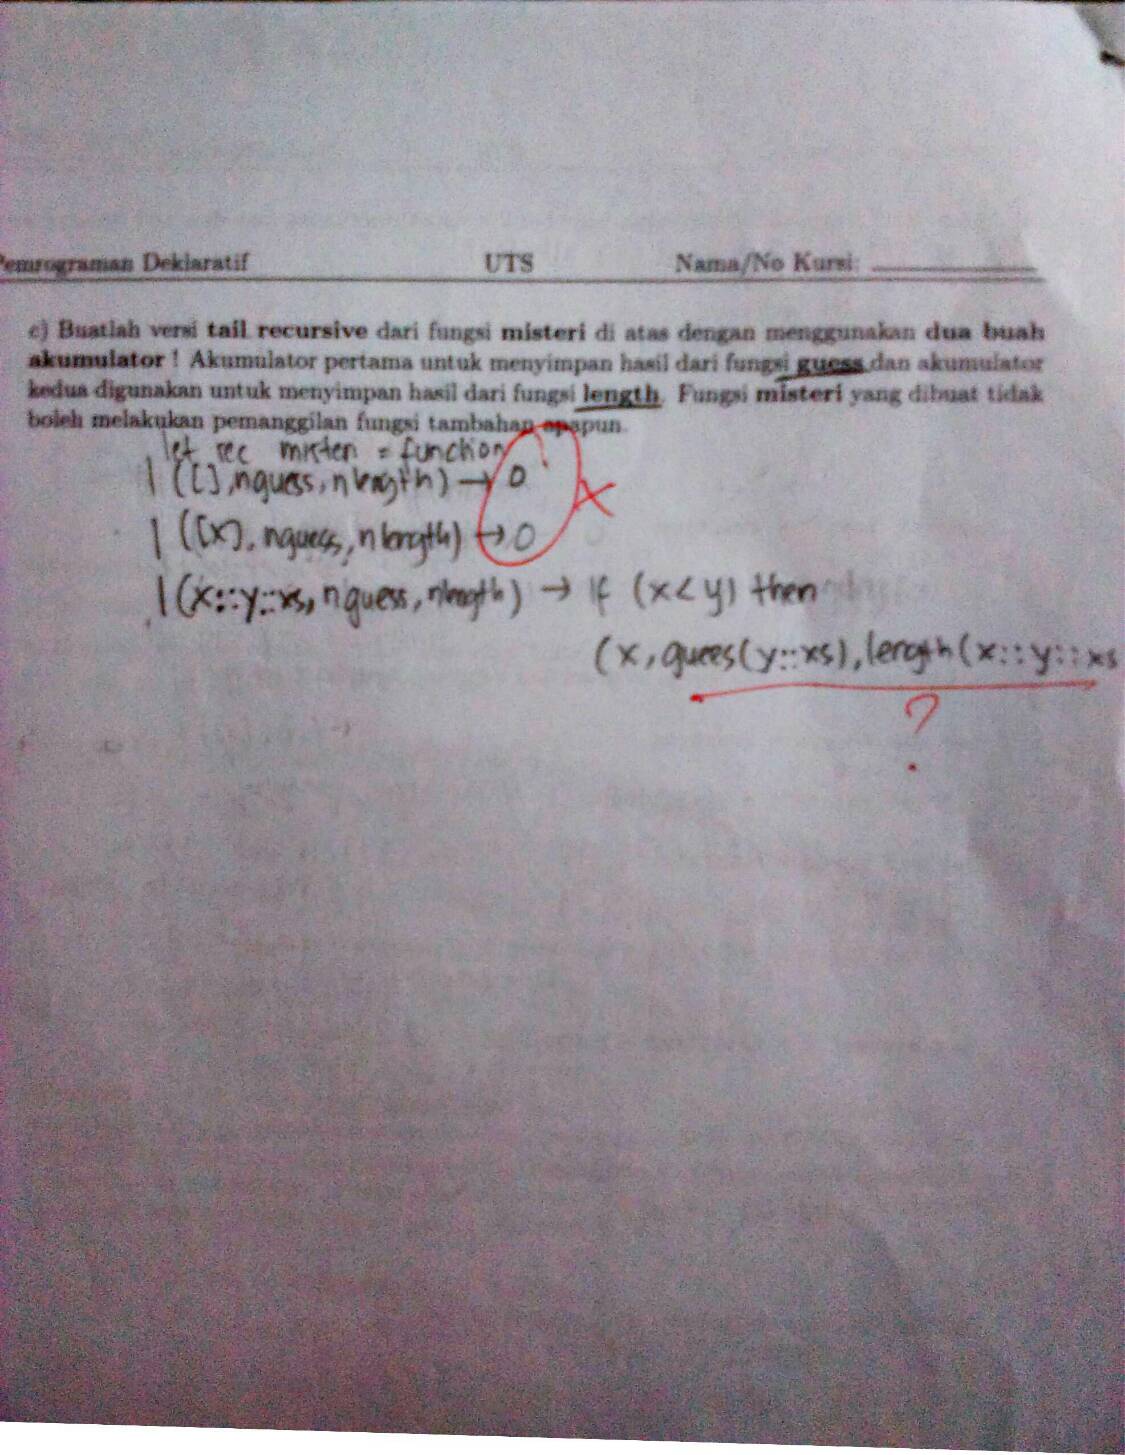 Pemrograman Deklaratif UTS Nama/No Kursi:
c) Buatlah versi tail recursive dari fungsi misteri di atas dengan menggunakan dua buah
akumulator ! Akumulator pertama untuk menyimpan hasil dari fungsi guess dan akumulator
kedua digunakan untuk menyimpan hasil dari fungsi length. Fungsi misteri yang dibuat tidak
boleh melakukan pemanggilan fungsi tambahan apapun.
let rec misteri = function
| ([], nguess, nlength) → 0
| ([x], nguess, nlength) → 0
| (x::y::xs, nguess, nlength) → if (x<y) then
(x, guees(y::xs), length(x::y::xs
?